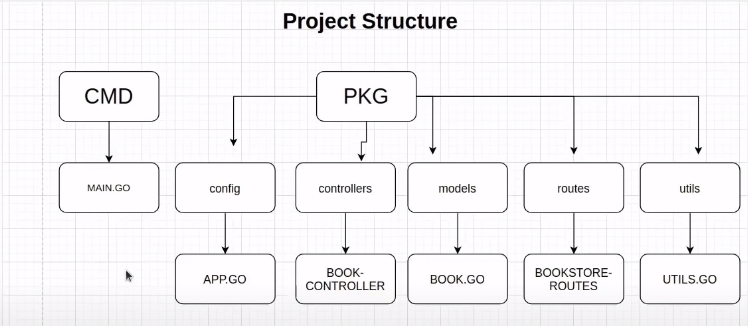 Project Structure
CMD
PKG
MAIN.GO
config
controllers
models
routes
utils
APP.GO
BOOK-
CONTROLLER
BOOK.GO
BOOKSTORE-
ROUTES
UTILS.GO